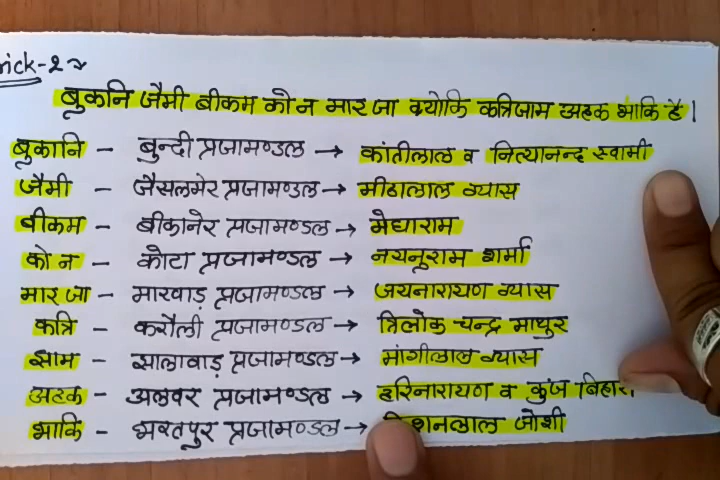 rick-2~
बुकनि जैमी बीकम को न मार जा क्योकि कत्रिजाम अहक भाकि है।
बुकानि - बुन्दी प्रजामण्डल → कांतीलाल व नित्यानन्द स्वामी
जैमी - जैसलमेर प्रजामण्डल → मीठालाल व्यास
बीकम - बीकानेर प्रजामण्डल → मेघाराम
को न - कोटा प्रजामण्डल → नयनूराम शर्मा
मार जा - मारवाड़ प्रजामण्डल → जयनारायण व्यास
कत्रि - करौली प्रजामण्डल → त्रिलोक चन्द्र माथुर
झाम - झालावाड़ प्रजामण्डल → मांगीलाल व्यास
अहक - अलवर प्रजामण्डल → हरिनारायण व कुंज बिहारी
भाकि - भरतपुर प्रजामण्डल → किशनलाल जोशी